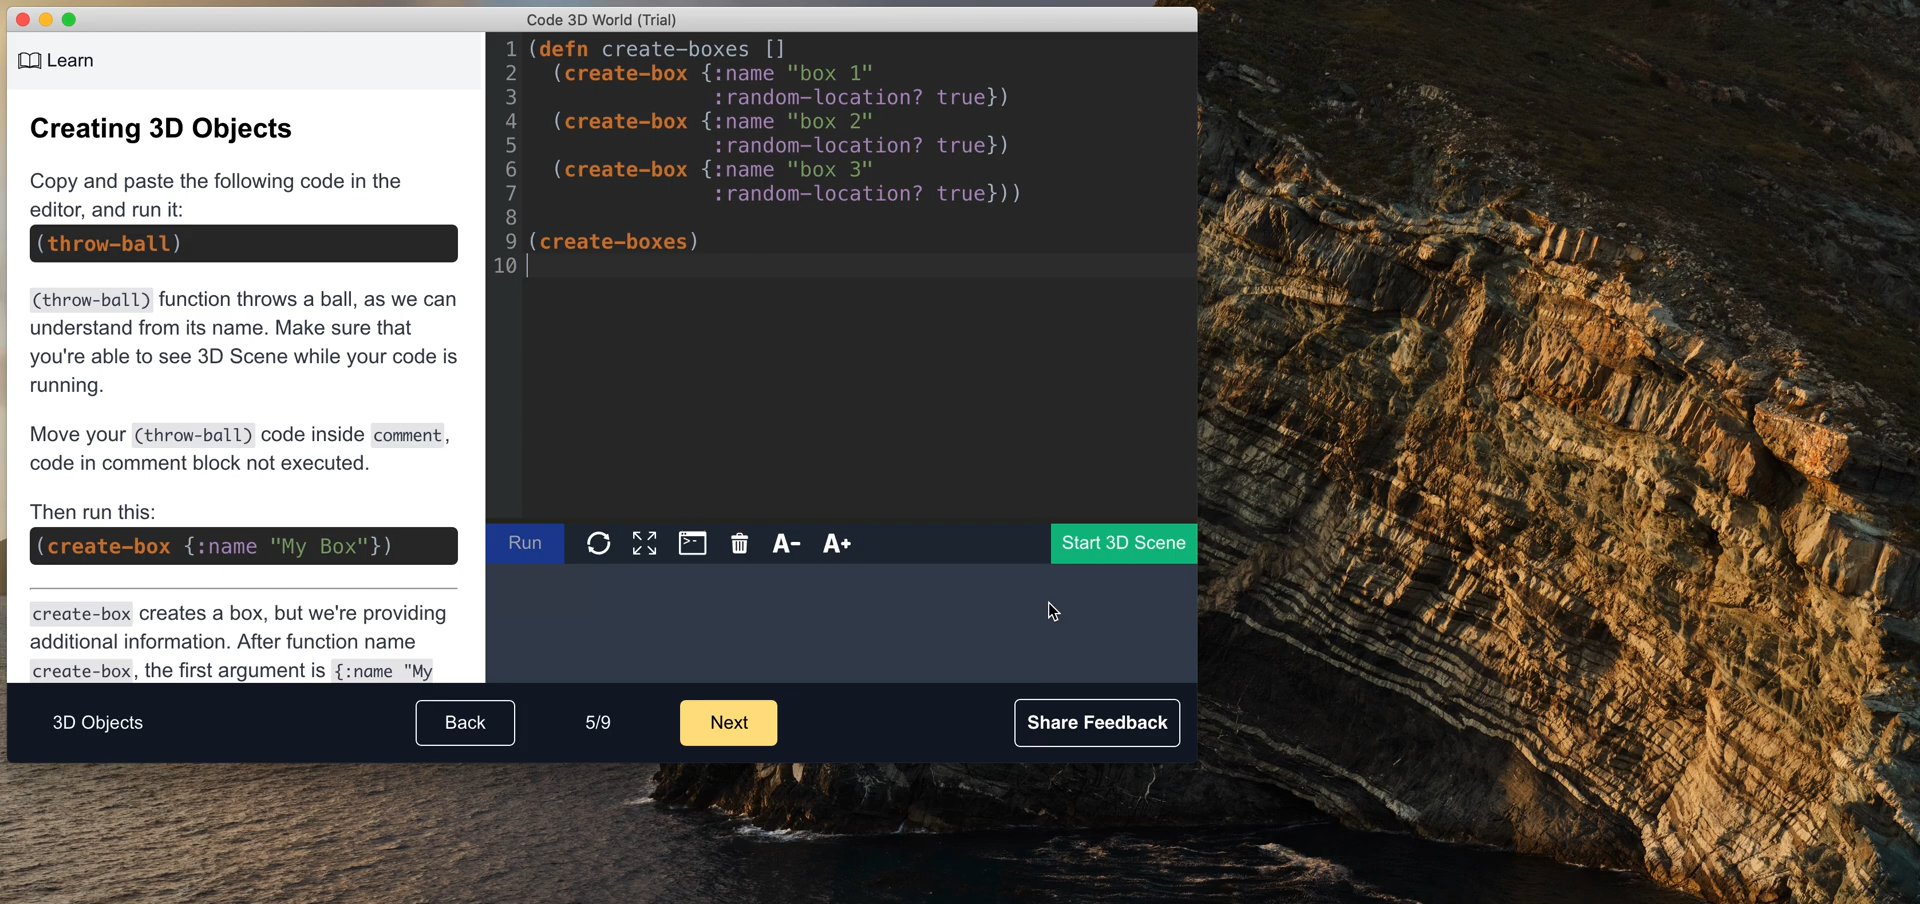 Code 3D World (Trial)
Learn
Creating 3D Objects
Copy and paste the following code in the
editor, and run it:
(throw-ball)
(throw-ball) function throws a ball, as we can
understand from its name. Make sure that
you're able to see 3D Scene while your code is
running.
Move your (throw-ball) code inside comment,
code in comment block not executed.
Then run this:
(create-box {:name "My Box"})
create-box creates a box, but we're providing
additional information. After function name
create-box, the first argument is {:name "My
1 (defn create-boxes []
2 (create-box {:name "box 1"
3 :random-location? true})
4 (create-box {:name "box 2"
5 :random-location? true})
6 (create-box {:name "box 3"
7 :random-location? true}))
8
9 (create-boxes)
10
Run A- A+ Start 3D Scene
3D Objects Back 5/9 Next Share Feedback